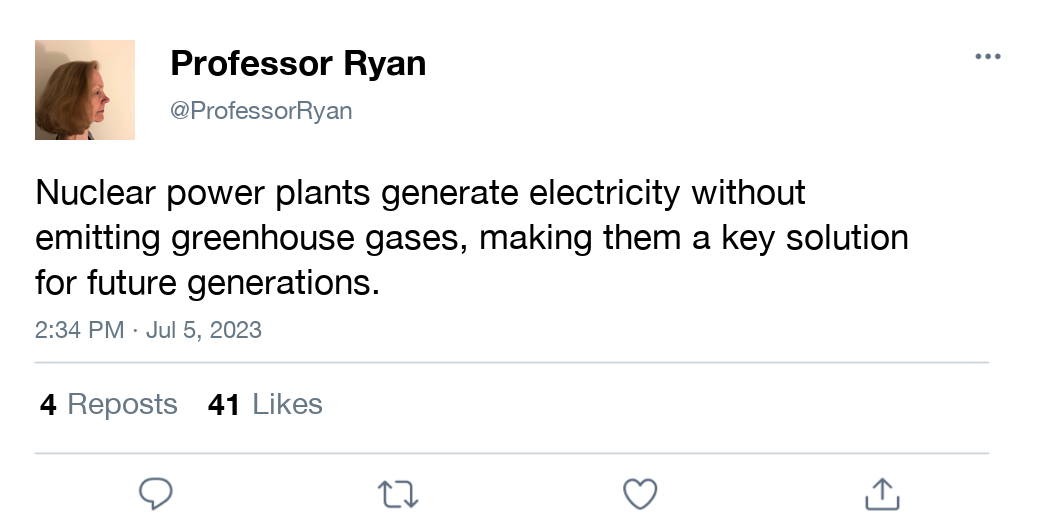 Professor Ryan
@ProfessorRyan
Nuclear power plants generate electricity without
emitting greenhouse gases, making them a key solution
for future generations.
2:34 PM · Jul 5, 2023
4 Reposts 41 Likes